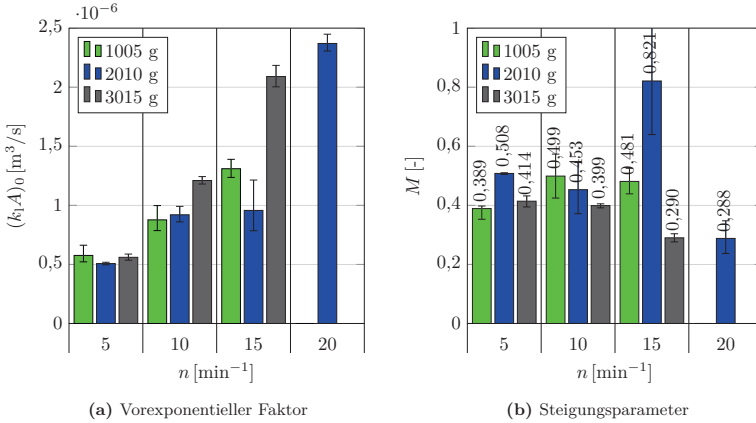 ·10⁻⁶
2,5
2
1,5
1
0,5
0
(k₁A)₀ [m³/s]
1005 g
2010 g
3015 g
5
10
15
20
n [min⁻¹]
(a) Vorexponentieller Faktor
1
0,8
0,6
0,4
0,2
0
M [-]
1005 g
2010 g
3015 g
0,389
0,508
0,414
0,499
0,453
0,399
0,481
0,821
0,290
0,288
5
10
15
20
n [min⁻¹]
(b) Steigungsparameter